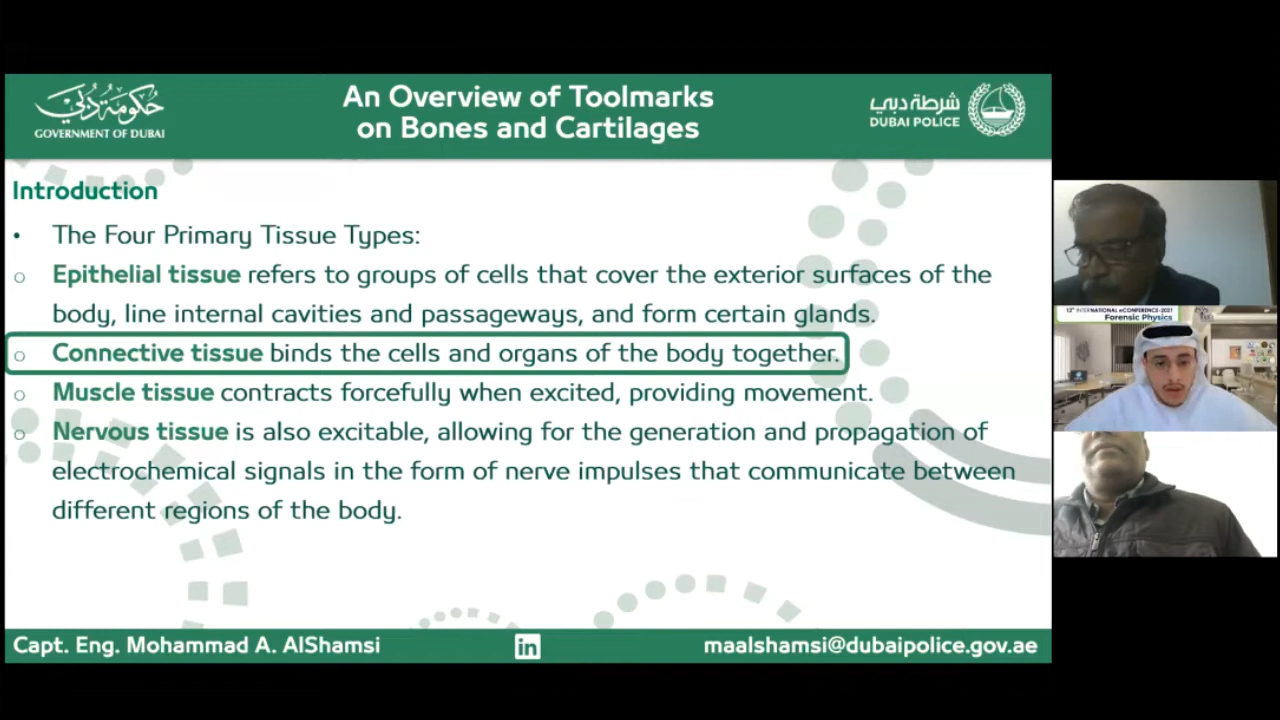 حكومة دبي
GOVERNMENT OF DUBAI
An Overview of Toolmarks
on Bones and Cartilages
شرطة دبي
DUBAI POLICE
Introduction
• The Four Primary Tissue Types:
○ Epithelial tissue refers to groups of cells that cover the exterior surfaces of the
body, line internal cavities and passageways, and form certain glands.
○ Connective tissue binds the cells and organs of the body together.
○ Muscle tissue contracts forcefully when excited, providing movement.
○ Nervous tissue is also excitable, allowing for the generation and propagation of
electrochemical signals in the form of nerve impulses that communicate between
different regions of the body.
12th INTERNATIONAL eCONFERENCE-2021
Forensic Physics
Capt. Eng. Mohammad A. AlShamsi
in
maalshamsi@dubaipolice.gov.ae